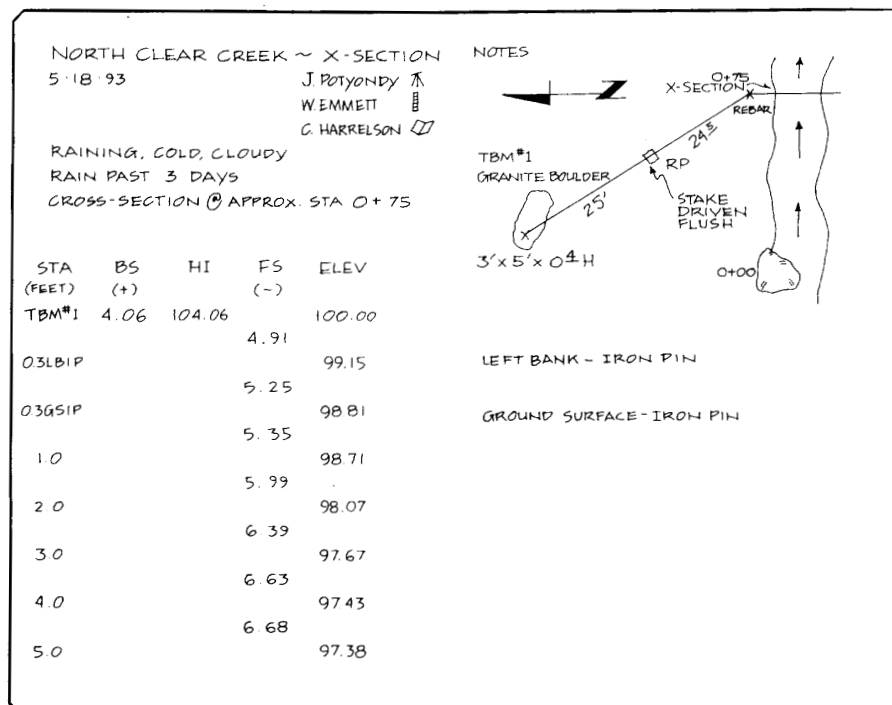 NORTH CLEAR CREEK ~ X-SECTION
5·18·93
J. POTYONDY
W. EMMETT
C. HARRELSON
RAINING, COLD, CLOUDY
RAIN PAST 3 DAYS
CROSS-SECTION @ APPROX. STA 0+75
STA BS HI FS ELEV
(FEET) (+) (-)
TBM#1 4.06 104.06 100.00
4.91
0.3LBIP 99.15
5.25
0.3GSIP 98.81
5.35
1.0 98.71
5.99
2.0 98.07
6.39
3.0 97.67
6.63
4.0 97.43
6.68
5.0 97.38
NOTES
0+75
X-SECTION
REBAR
Z
24.5
TBM#1
RP
GRANITE BOULDER
25'
STAKE
DRIVEN
FLUSH
3' x 5' x 0.4 H
0+00
LEFT BANK - IRON PIN
GROUND SURFACE - IRON PIN